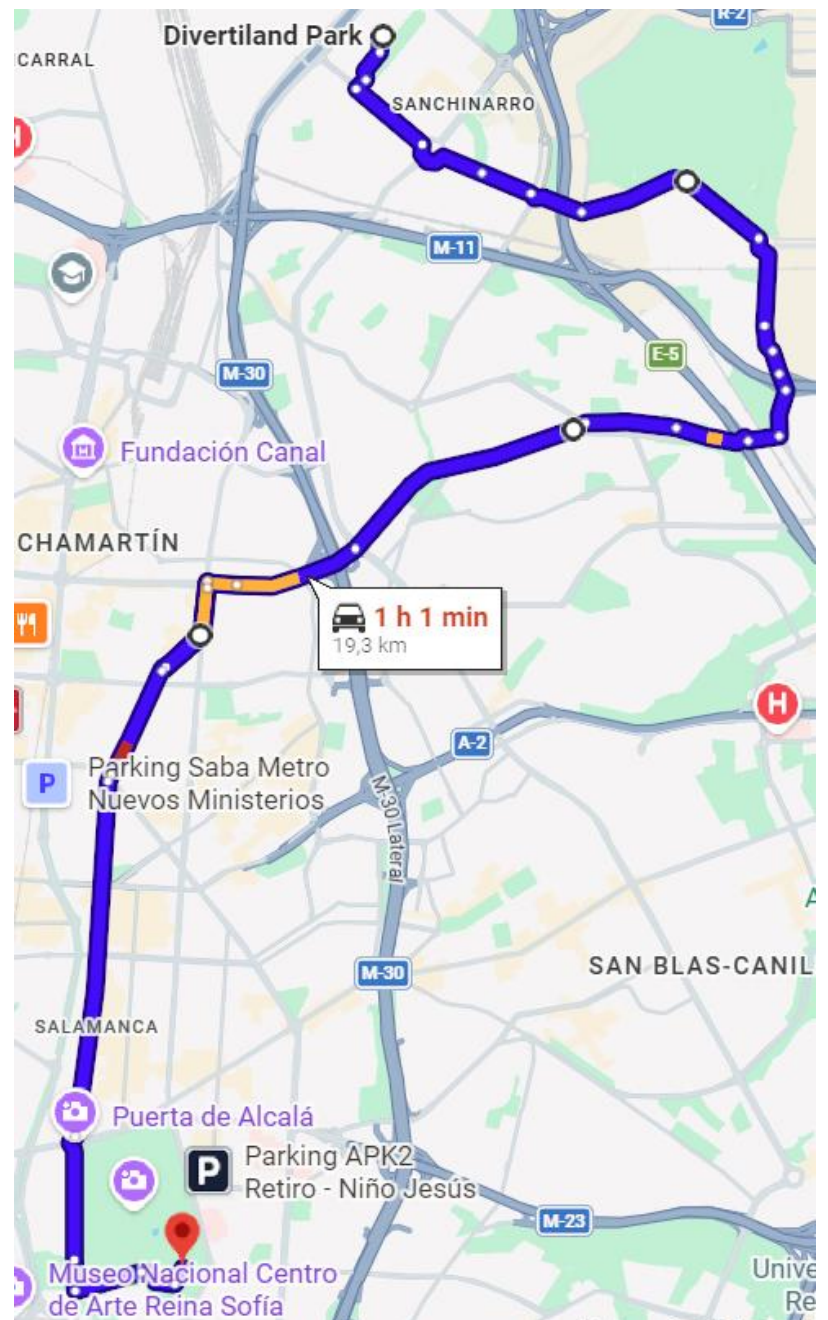 R-2
Divertiland Park
CARRAL
SANCHINARRO
H
M-11
E-5
M-30
Fundación Canal
CHAMARTÍN
1 h 1 min
19,3 km
H
A-2
P
Parking Saba Metro
Nuevos Ministerios
M-30 Lateral
A
M-30
SAN BLAS-CANIL
SALAMANCA
Puerta de Alcalá
P
Parking APK2
Retiro - Niño Jesús
M-23
Museo Nacional Centro
de Arte Reina Sofía
Unive
Re